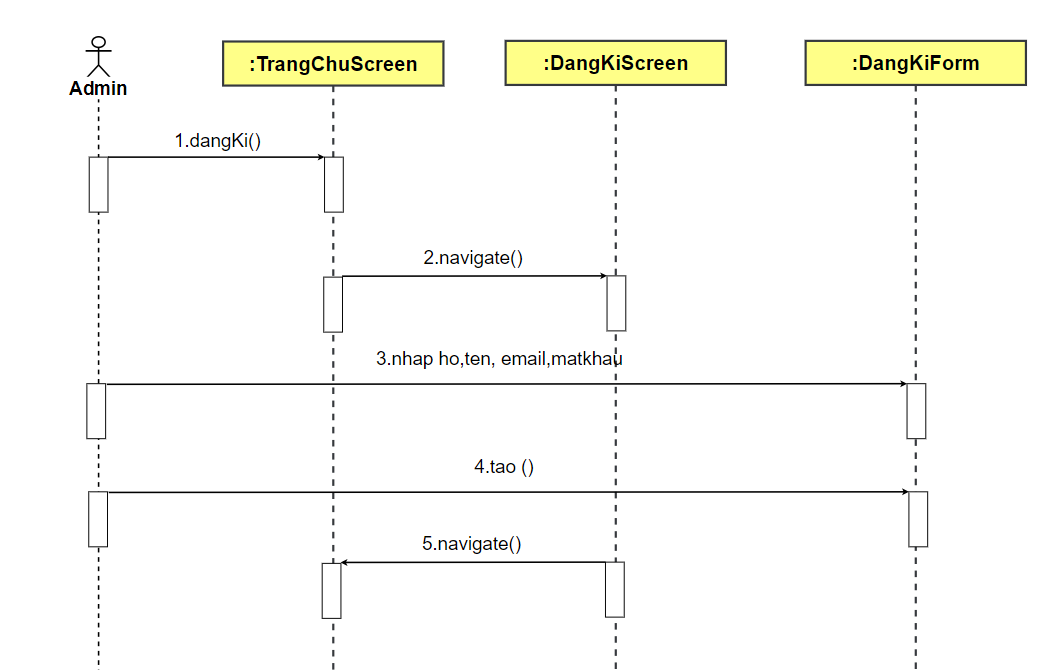 :TrangChuScreen
:DangKiScreen
:DangKiForm
Admin
1.dangKi()
2.navigate()
3.nhap ho,ten, email,matkhau
4.tao ()
5.navigate()